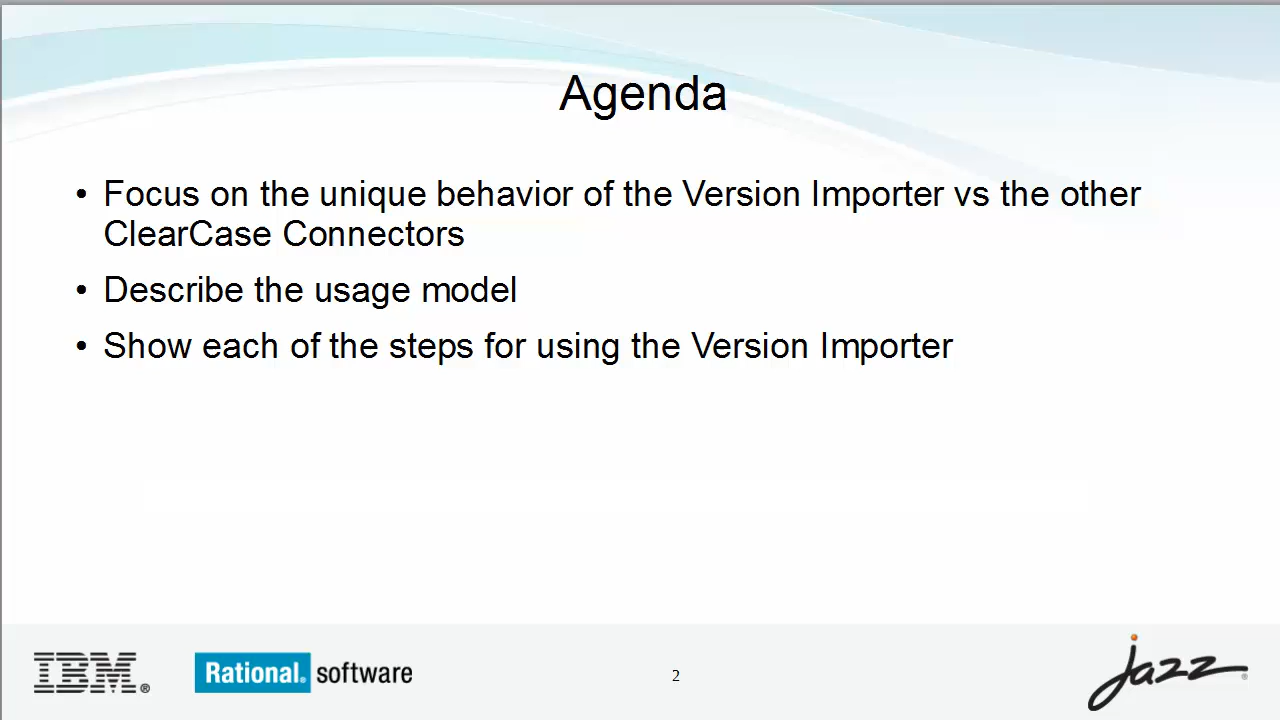 Agenda
• Focus on the unique behavior of the Version Importer vs the other
ClearCase Connectors
• Describe the usage model
• Show each of the steps for using the Version Importer
IBM®
Rational® software
2
jazz®